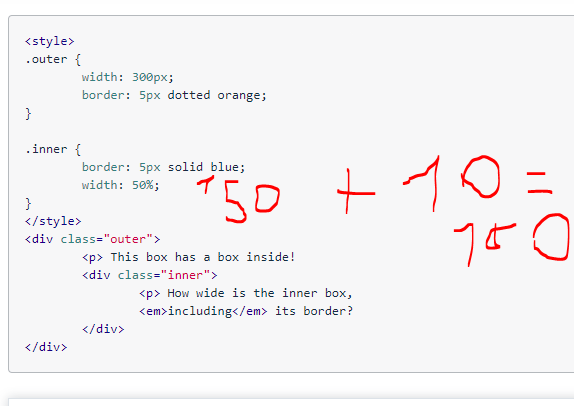 <style>
.outer {
width: 300px;
border: 5px dotted orange;
}
.inner {
border: 5px solid blue;
width: 50%;
}
</style>
<div class="outer">
<p> This box has a box inside!
<div class="inner">
<p> How wide is the inner box,
<em>including</em> its border?
</div>
</div>
150 + 10 =
150